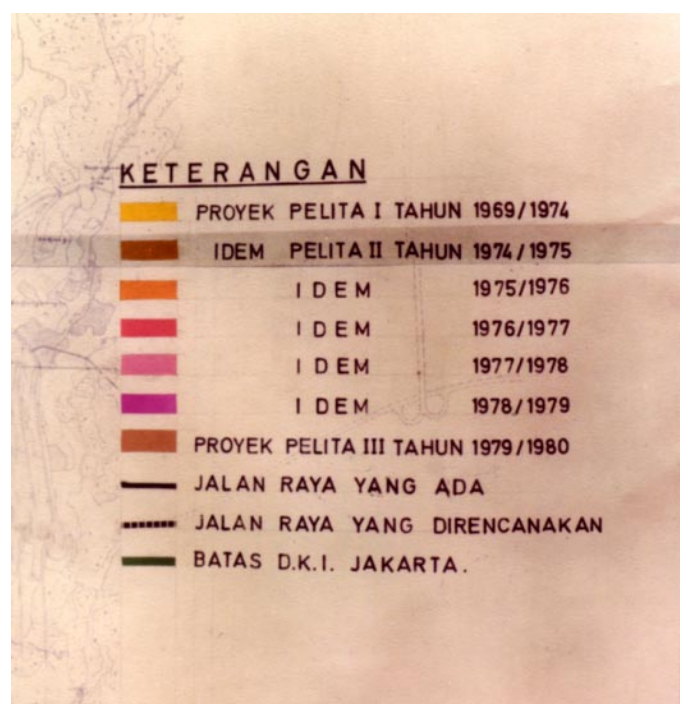 KETERANGAN
PROYEK PELITA I TAHUN 1969/1974
IDEM PELITA II TAHUN 1974/1975
IDEM 1975/1976
IDEM 1976/1977
IDEM 1977/1978
IDEM 1978/1979
PROYEK PELITA III TAHUN 1979/1980
JALAN RAYA YANG ADA
JALAN RAYA YANG DIRENCANAKAN
BATAS D.K.I. JAKARTA.